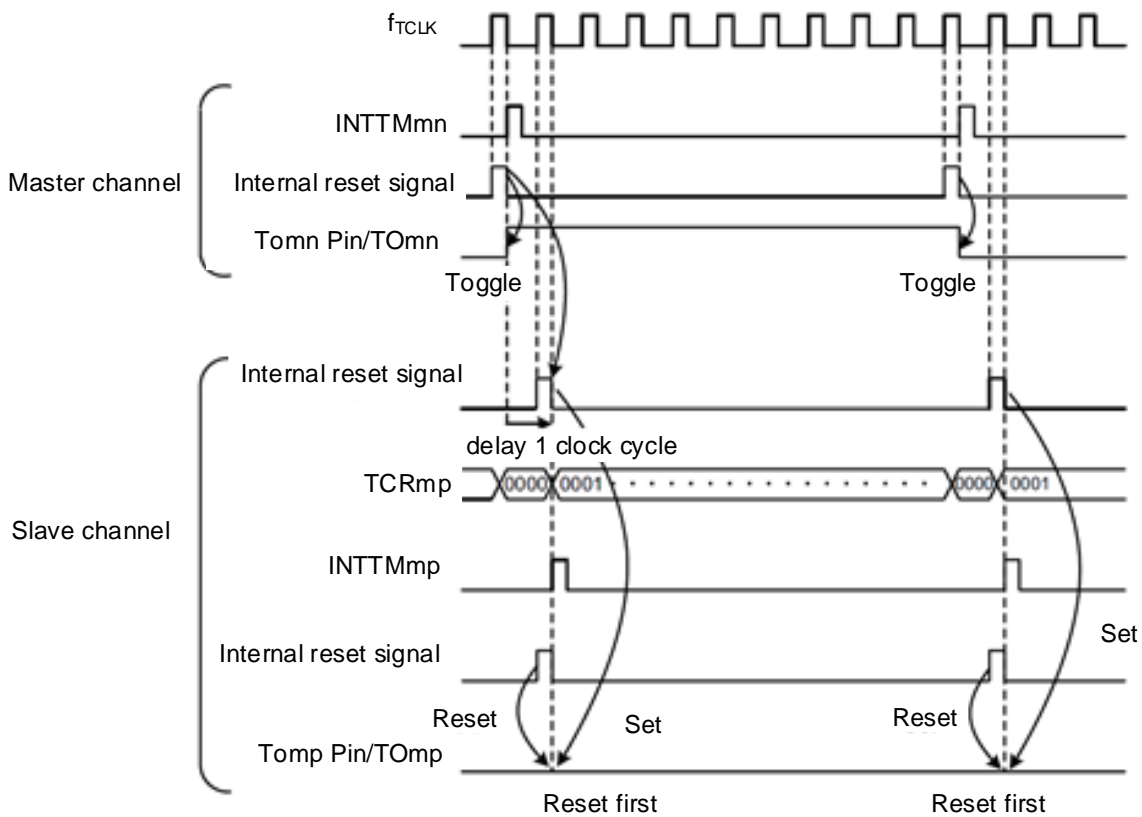 fTCLK
INTTMmn
Master channel
Internal reset signal
Tomn Pin/TOmn
Toggle
Toggle
Internal reset signal
delay 1 clock cycle
TCRmp
0000
0001
0000
0001
Slave channel
INTTMmp
Set
Internal reset signal
Reset
Set
Reset
Tomp Pin/TOmp
Reset first
Reset first